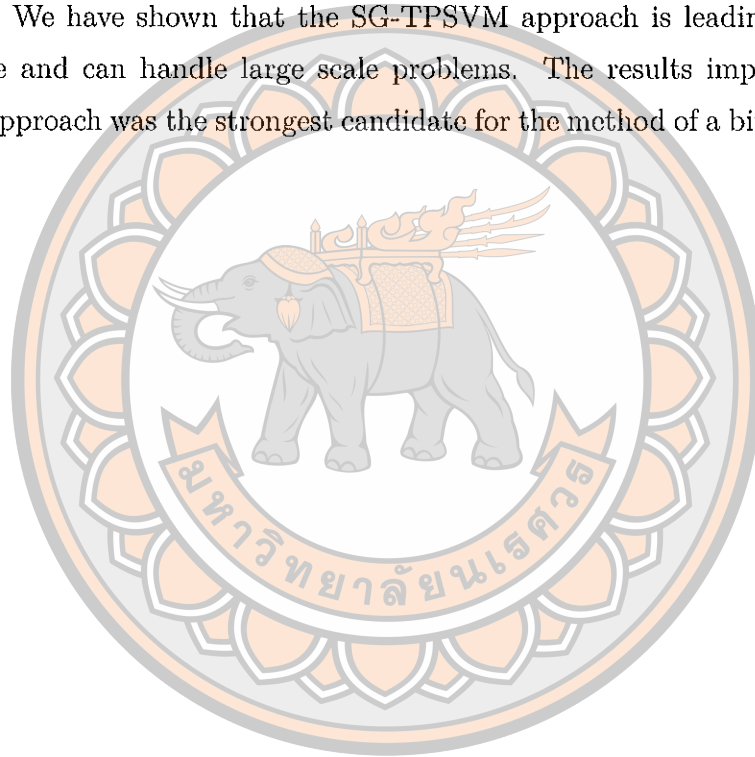 We have shown that the SG-TPSVM approach is leadin
e and can handle large scale problems. The results imp
pproach was the strongest candidate for the method of a bi
มหาวิทยาลัยนเรศวร